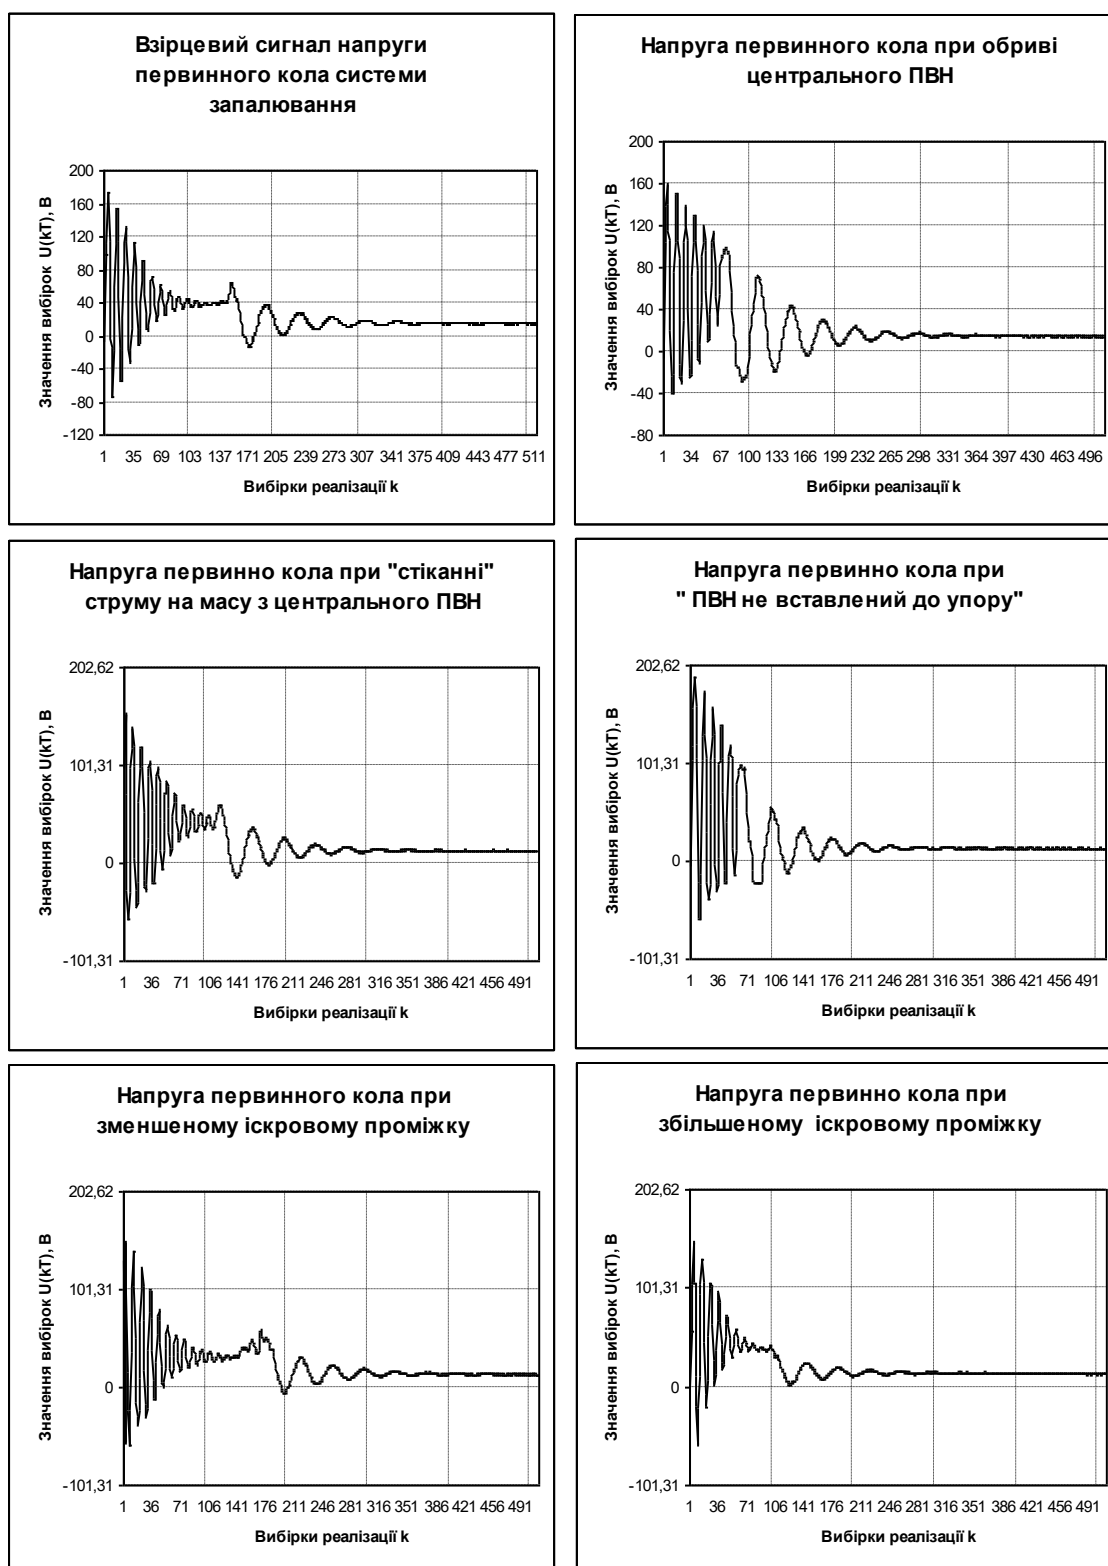 Взірцевий сигнал напруги
первинного кола системи
запалювання
Значення вибірок U(kT), В
200
160
120
80
40
0
-40
-80
-120
1 35 69 103 137 171 205 239 273 307 341 375 409 443 477 511
Вибірки реалізації k
Напруга первинного кола при обриві
центрального ПВН
Значення вибірок U(kT), В
200
160
120
80
40
0
-40
-80
1 34 67 100 133 166 199 232 265 298 331 364 397 430 463 496
Вибірки реалізації k
Напруга первинно кола при "стіканні"
струму на масу з центрального ПВН
Значення вибірок U(kT), В
202,62
101,31
0
-101,31
1 36 71 106 141 176 211 246 281 316 351 386 421 456 491
Вибірки реалізації k
Напруга первинно кола при
" ПВН не вставлений до упору"
Значення вибірок U(kT), В
202,62
101,31
0
-101,31
1 36 71 106 141 176 211 246 281 316 351 386 421 456 491
Вибірки реалізації k
Напруга первинного кола при
зменшеному іскровому проміжку
Значення вибірок U(kT), В
202,62
101,31
0
-101,31
1 36 71 106 141 176 211 246 281 316 351 386 421 456 491
Вибірки реалізації k
Напруга первинно кола при
збільшеному іскровому проміжку
Значення вибірок U(kT), В
202,62
101,31
0
-101,31
1 36 71 106 141 176 211 246 281 316 351 386 421 456 491
Вибірки реалізації k